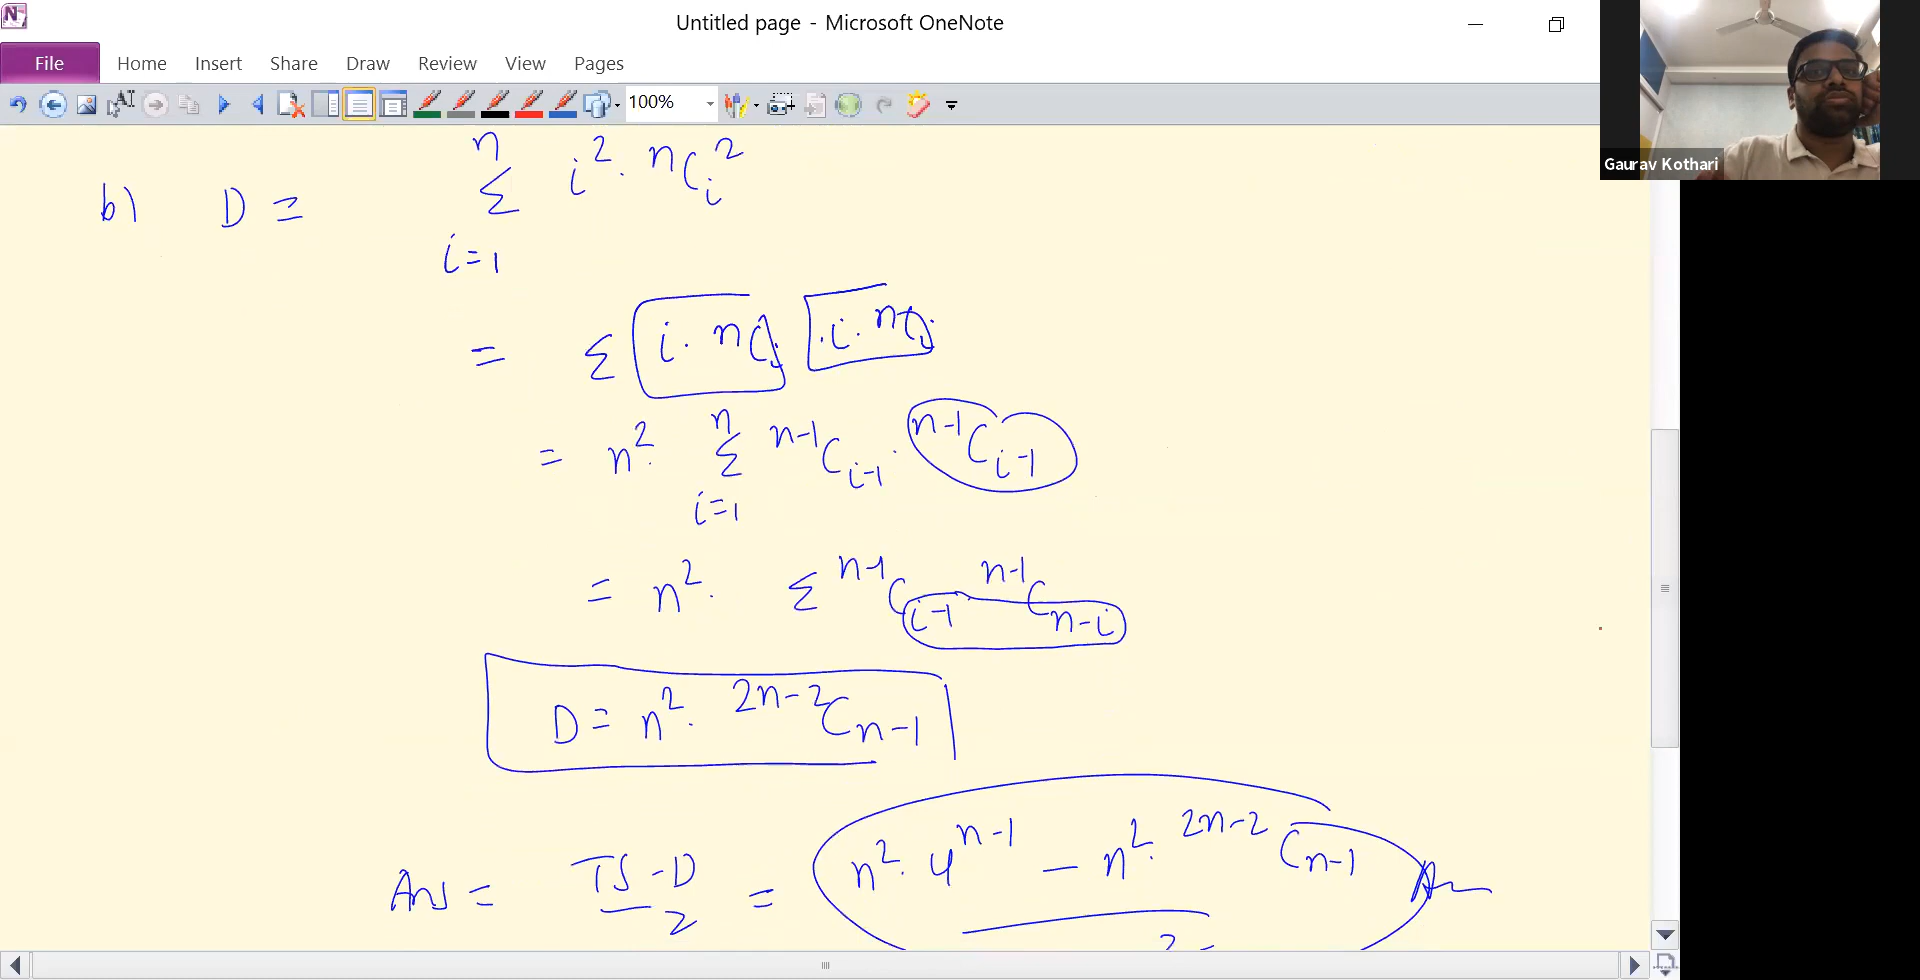 Untitled page - Microsoft OneNote
File Home Insert Share Draw Review View Pages
100%
Gaurav Kothari
b) D = n Σ i=1 i² · nCi²
= Σ i · nCi · i · nCi
= n² · n Σ i=1 n-1Ci-1 · n-1Ci-1
= n² · Σ n-1Ci-1 · n-1Cn-i
D = n² · 2n-2Cn-1
Ans = TS - D / 2 = n² · 4^n-1 - n² · 2n-2Cn-1 / 2